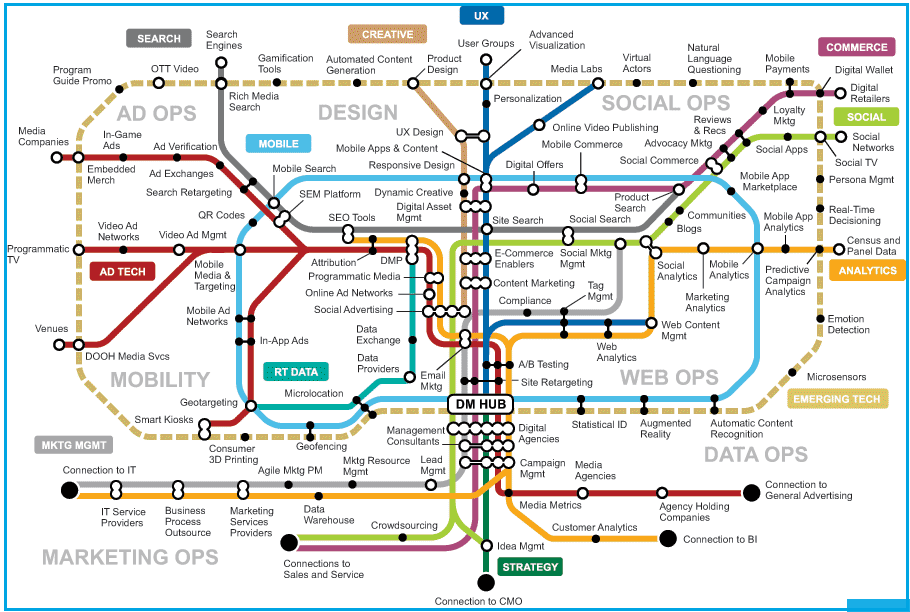 UX
SEARCH
Search
Engines
CREATIVE
User Groups
Advanced
Visualization
COMMERCE
Program
Guide Promo
OTT Video
Gamification
Tools
Automated Content
Generation
Product
Design
Media Labs
Virtual
Actors
Natural
Language
Questioning
Mobile
Payments
Digital Wallet
Digital
Retailers
AD OPS
Rich Media
Search
DESIGN
Personalization
SOCIAL OPS
Loyalty
Mktg
SOCIAL
Media
Companies
In-Game
Ads
Ad Verification
MOBILE
UX Design
Online Video Publishing
Reviews
& Recs
Advocacy Mktg
Social Apps
Social
Networks
Social TV
Mobile Apps & Content
Mobile Commerce
Social Commerce
Embedded
Merch
Ad Exchanges
Mobile Search
Responsive Design
Digital Offers
Mobile App
Marketplace
Persona Mgmt
Search Retargeting
SEM Platform
Dynamic Creative
Product
Search
QR Codes
SEO Tools
Digital Asset
Mgmt
Site Search
Social Search
Communities
Blogs
Real-Time
Decisioning
Mobile App
Analytics
Programmatic
TV
Video Ad
Networks
Video Ad Mgmt
Attribution
DMP
E-Commerce
Enablers
Social Mktg
Mgmt
Social
Analytics
Mobile
Analytics
Census and
Panel Data
AD TECH
Mobile
Media &
Targeting
Programmatic Media
Content Marketing
Tag
Mgmt
Marketing
Analytics
Predictive
Campaign
Analytics
ANALYTICS
Online Ad Networks
Compliance
Social Advertising
Mobile Ad
Networks
Venues
Data
Exchange
Web Content
Mgmt
Emotion
Detection
In-App Ads
Web
Analytics
DOOH Media Svcs
Data
Providers
Email
Mktg
A/B Testing
Site Retargeting
MOBILITY
RT DATA
WEB OPS
Microsensors
Geotargeting
Microlocation
DM HUB
EMERGING TECH
Smart Kiosks
Geofencing
Consumer
3D Printing
Management
Consultants
Digital
Agencies
Statistical ID
Augmented
Reality
Automatic Content
Recognition
MKTG MGMT
DATA OPS
Connection to IT
Agile Mktg PM
Mktg Resource
Mgmt
Lead
Mgmt
Campaign
Mgmt
Media
Agencies
Connection to
General Advertising
IT Service
Providers
Business
Process
Outsource
Marketing
Services
Providers
Data
Warehouse
Media Metrics
Agency Holding
Companies
Crowdsourcing
Customer Analytics
Connection to BI
MARKETING OPS
Connections to
Sales and Service
Idea Mgmt
STRATEGY
Connection to CMO